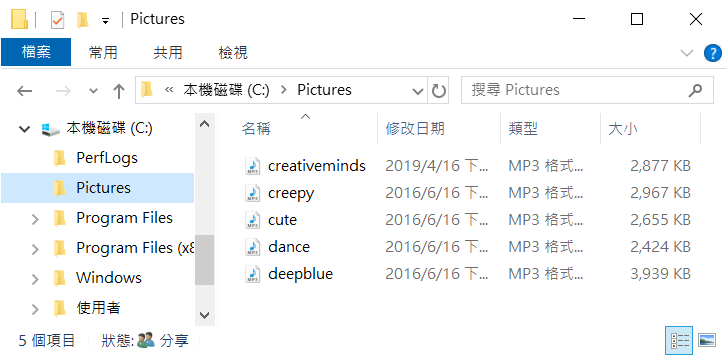 Pictures
檔案 常用 共用 檢視
« 本機磁碟 (C:) > Pictures
搜尋 Pictures
本機磁碟 (C:)
PerfLogs
Pictures
Program Files
Program Files (x8
Windows
使用者
名稱 修改日期 類型 大小
creativeminds 2019/4/16 下... MP3 格式... 2,877 KB
creepy 2016/6/16 下... MP3 格式... 2,967 KB
cute 2016/6/16 下... MP3 格式... 2,655 KB
dance 2016/6/16 下... MP3 格式... 2,424 KB
deepblue 2016/6/16 下... MP3 格式... 3,939 KB
5 個項目 狀態: 分享